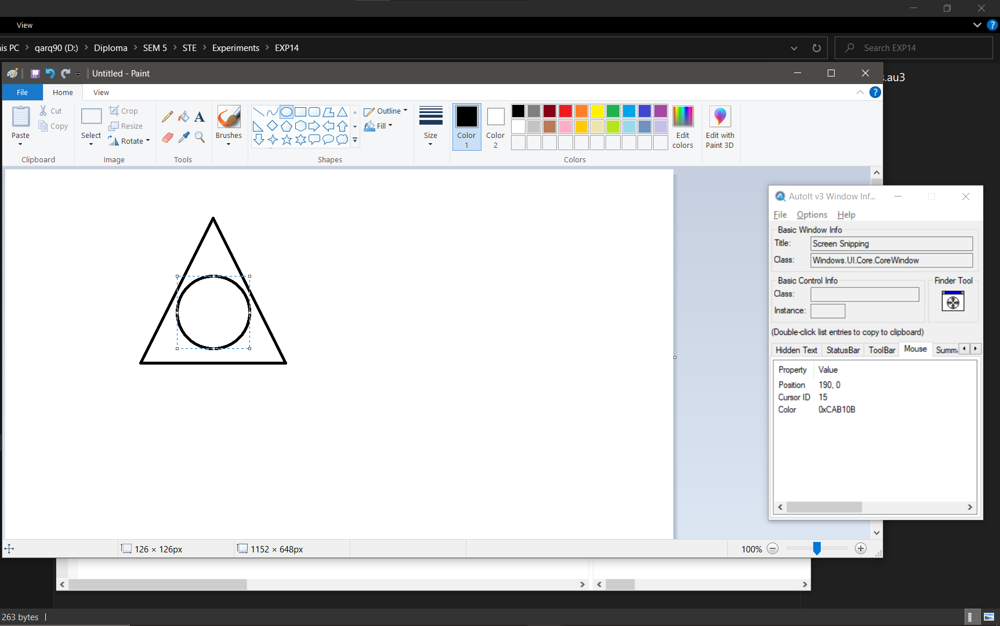 View
is PC > qarq90 (D:) > Diploma > SEM 5 > STE > Experiments > EXP14
Search EXP14
s.au3
Untitled - Paint
File
Home
View
Paste
Cut
Copy
Clipboard
Select
Crop
Resize
Rotate
Image
A
Tools
Brushes
Outline
Fill
Shapes
Size
Color
1
Color
2
Edit
colors
Colors
Edit with
Paint 3D
AutoIt v3 Window Inf...
File Options Help
Basic Window Info
Title: Screen Snipping
Class: Windows.UI.Core.CoreWindow
Basic Control Info
Class:
Instance:
Finder Tool
(Double-click list entries to copy to clipboard)
Hidden Text StatusBar ToolBar Mouse Summ
Property Value
Position 190, 0
Cursor ID 15
Color 0xCAB10B
126 × 126px
1152 × 648px
100%
263 bytes